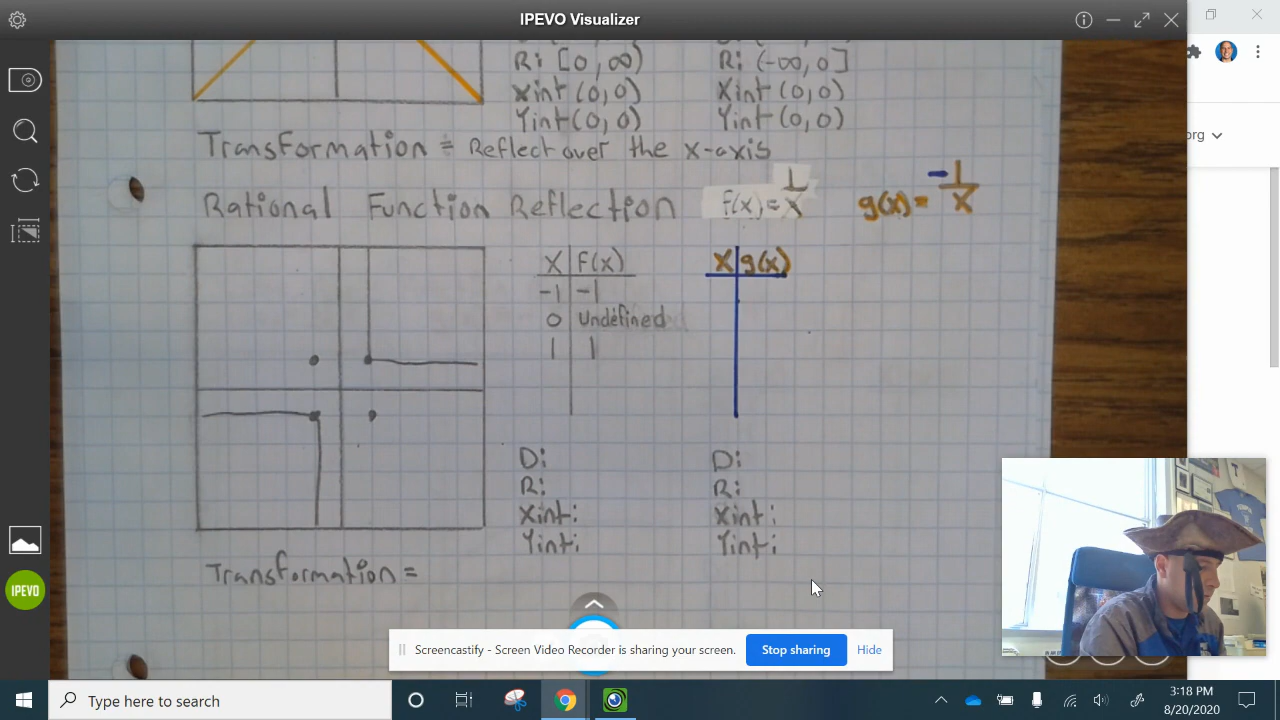 IPEVO Visualizer
R: [0, ∞) R: (-∞, 0]
Xint (0, 0) Xint (0, 0)
Yint (0, 0) Yint (0, 0)
Transformation = Reflect over the x-axis
Rational Function Reflection f(x) = 1/x g(x) = -1/x
X f(x) X g(x)
-1 -1
0 Undefined
1 1
D: D:
R: R:
Xint: Xint:
Yint: Yint:
Transformation =
org
IPEVO
Screencastify - Screen Video Recorder is sharing your screen. Stop sharing Hide
Type here to search
3:18 PM
8/20/2020